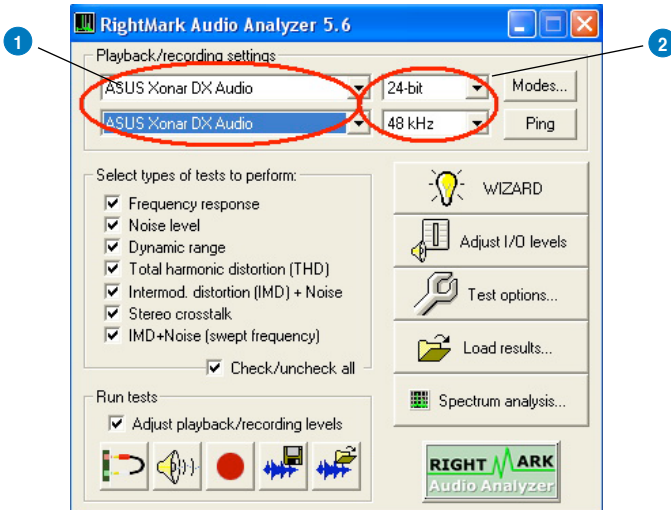 RightMark Audio Analyzer 5.6
1
2
Playback/recording settings
ASUS Xonar DX Audio
24-bit
Modes...
ASUS Xonar DX Audio
48 kHz
Ping
Select types of tests to perform:
Frequency response
Noise level
Dynamic range
Total harmonic distortion (THD)
Intermod. distortion (IMD) + Noise
Stereo crosstalk
IMD+Noise (swept frequency)
Check/uncheck all
WIZARD
Adjust I/O levels
Test options...
Load results...
Spectrum analysis...
Run tests
Adjust playback/recording levels
RIGHT MARK
Audio Analyzer